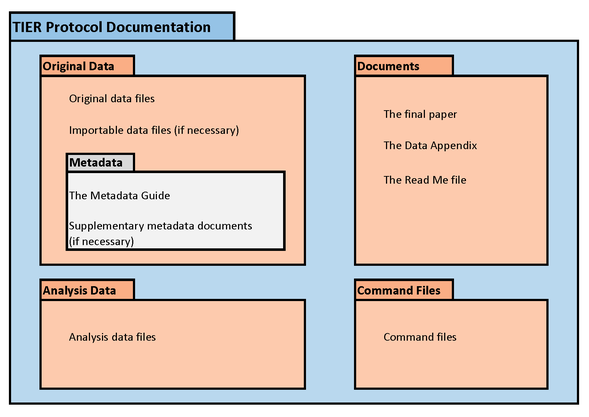 TIER Protocol Documentation
Original Data
Original data files
Importable data files (if necessary)
Metadata
The Metadata Guide
Supplementary metadata documents
(if necessary)
Documents
The final paper
The Data Appendix
The Read Me file
Analysis Data
Analysis data files
Command Files
Command files